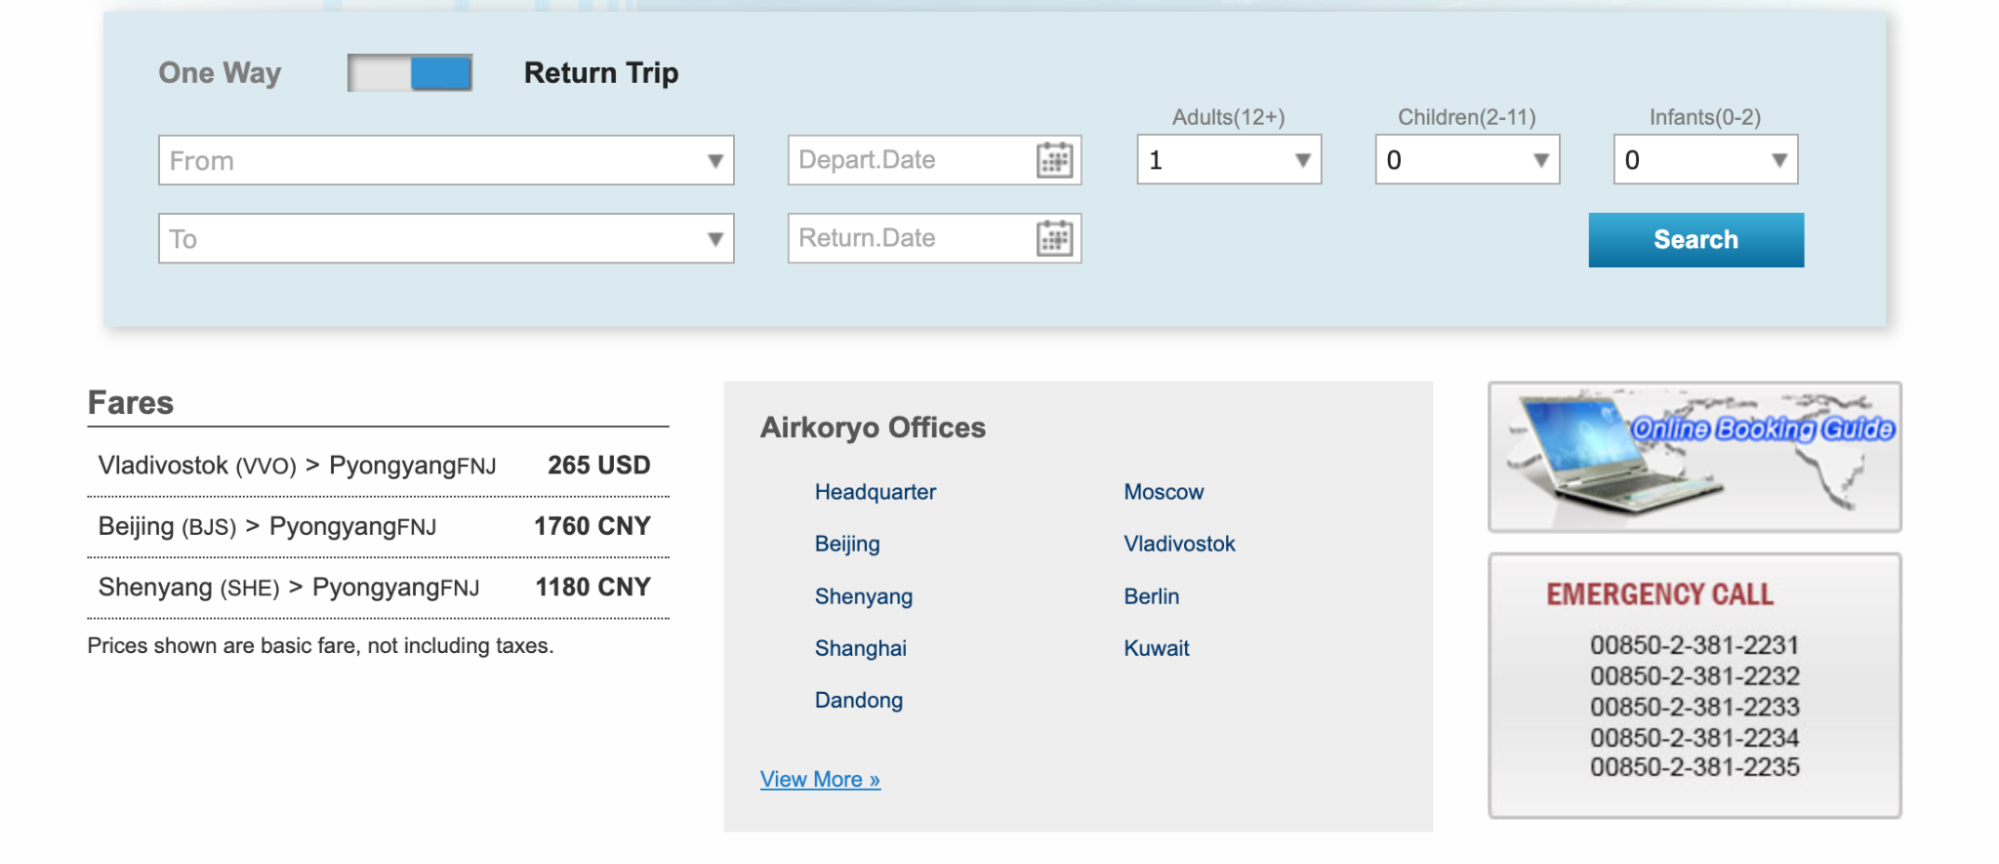 One Way Return Trip
Adults(12+) Children(2-11) Infants(0-2)
From Depart.Date 1 0 0
To Return.Date Search
Fares
Vladivostok (VVO) > PyongyangFNJ 265 USD
Beijing (BJS) > PyongyangFNJ 1760 CNY
Shenyang (SHE) > PyongyangFNJ 1180 CNY
Prices shown are basic fare, not including taxes.
Airkoryo Offices
Headquarter Moscow
Beijing Vladivostok
Shenyang Berlin
Shanghai Kuwait
Dandong
View More »
Online Booking Guide
EMERGENCY CALL
00850-2-381-2231
00850-2-381-2232
00850-2-381-2233
00850-2-381-2234
00850-2-381-2235